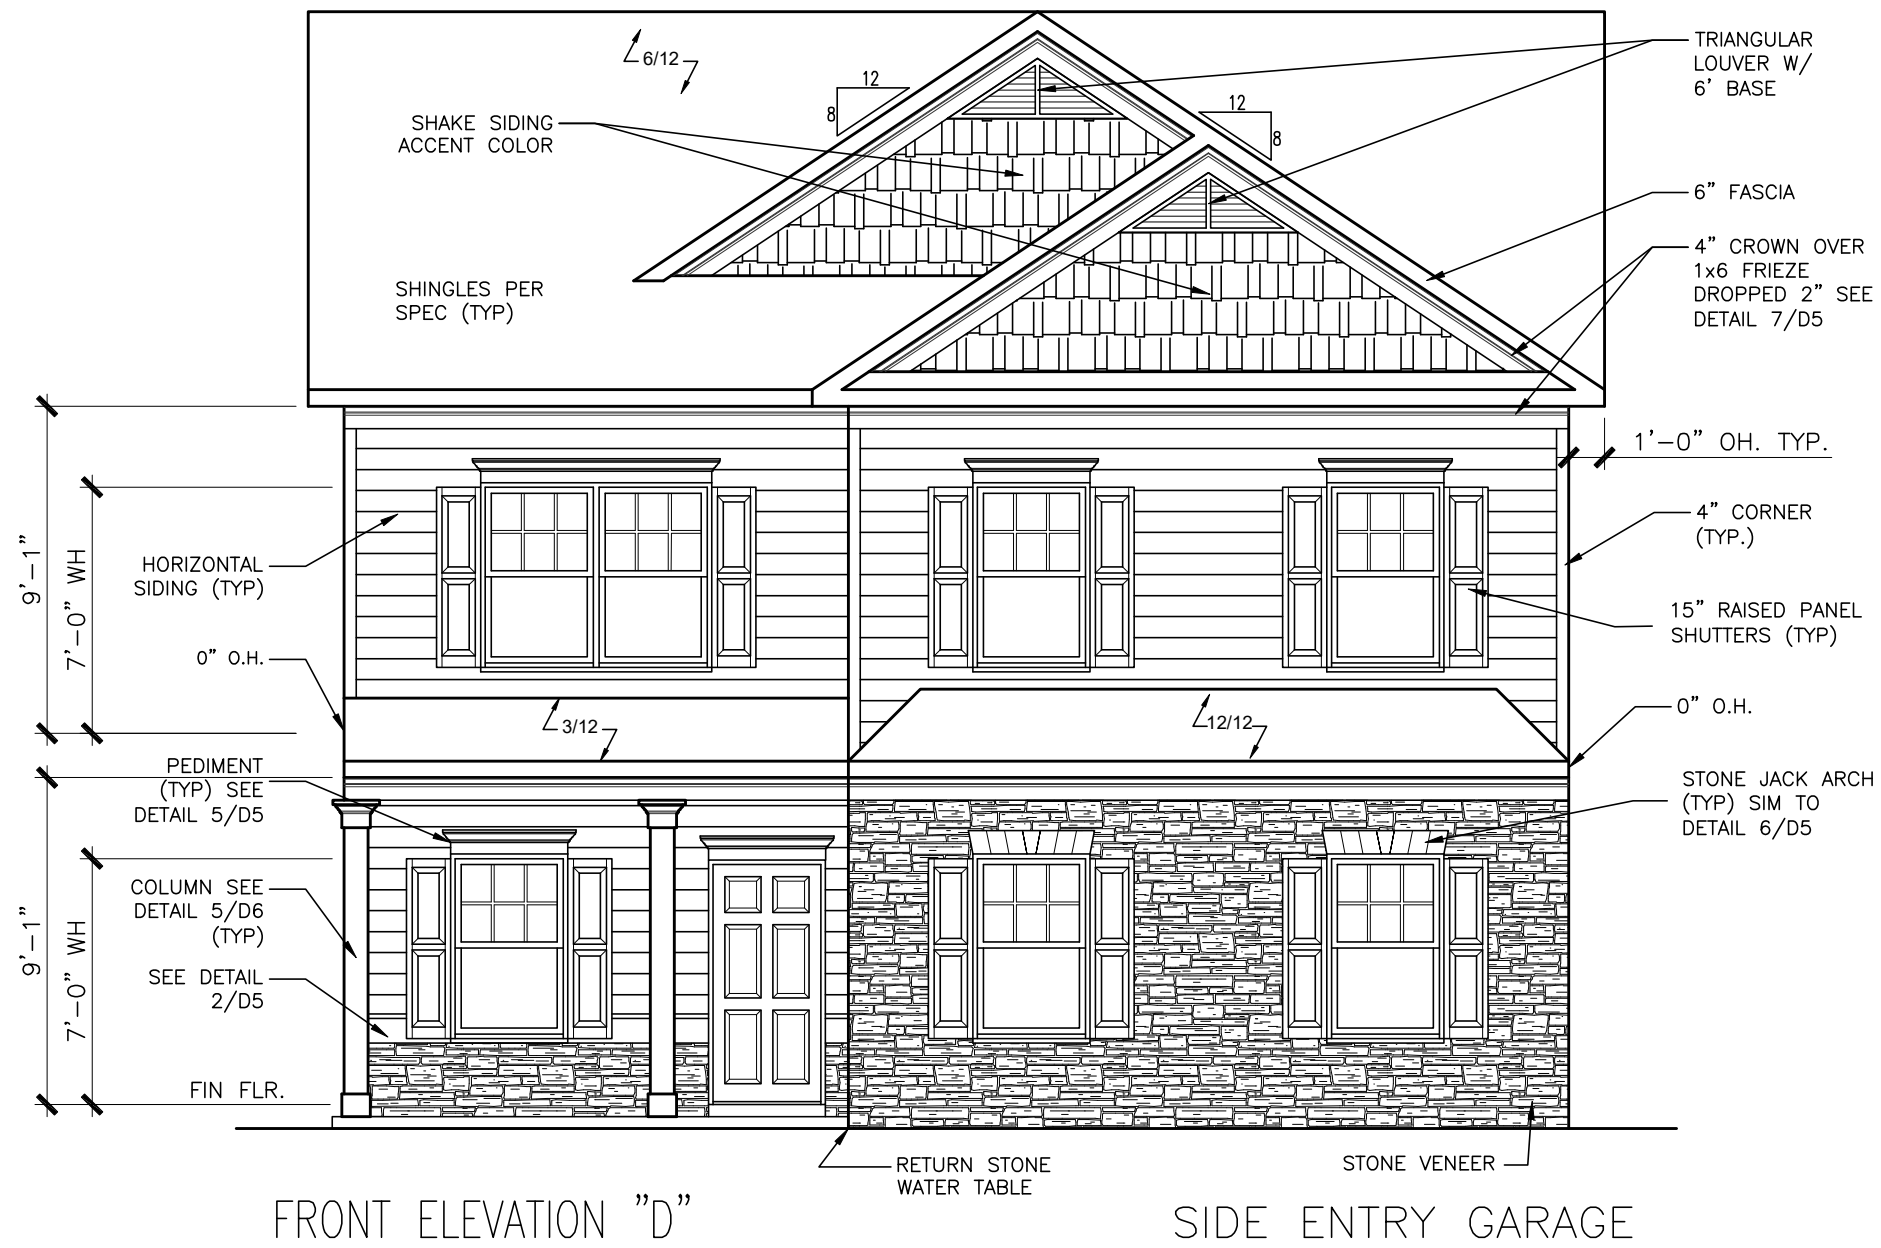 6/12
12
8
12
8
TRIANGULAR
LOUVER W/
6' BASE
SHAKE SIDING
ACCENT COLOR
6" FASCIA
4" CROWN OVER
1x6 FRIEZE
DROPPED 2" SEE
DETAIL 7/D5
SHINGLES PER
SPEC (TYP)
1'-0" OH. TYP.
9'-1"
7'-0" WH
HORIZONTAL
SIDING (TYP)
4" CORNER
(TYP.)
15" RAISED PANEL
SHUTTERS (TYP)
0" O.H.
0" O.H.
3/12
12/12
PEDIMENT
(TYP) SEE
DETAIL 5/D5
STONE JACK ARCH
(TYP) SIM TO
DETAIL 6/D5
9'-1"
7'-0" WH
COLUMN SEE
DETAIL 5/D6
(TYP)
SEE DETAIL
2/D5
FIN FLR.
RETURN STONE
WATER TABLE
STONE VENEER
FRONT ELEVATION "D"
SIDE ENTRY GARAGE